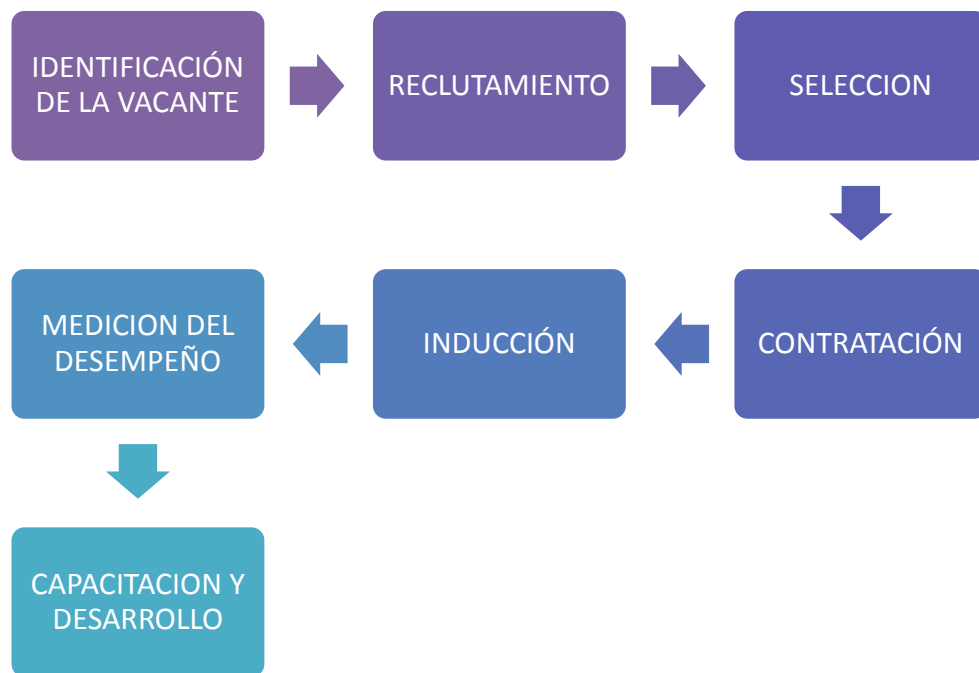 IDENTIFICACIÓN
DE LA VACANTE
RECLUTAMIENTO
SELECCION
CONTRATACIÓN
INDUCCIÓN
MEDICION DEL
DESEMPEÑO
CAPACITACION Y
DESARROLLO